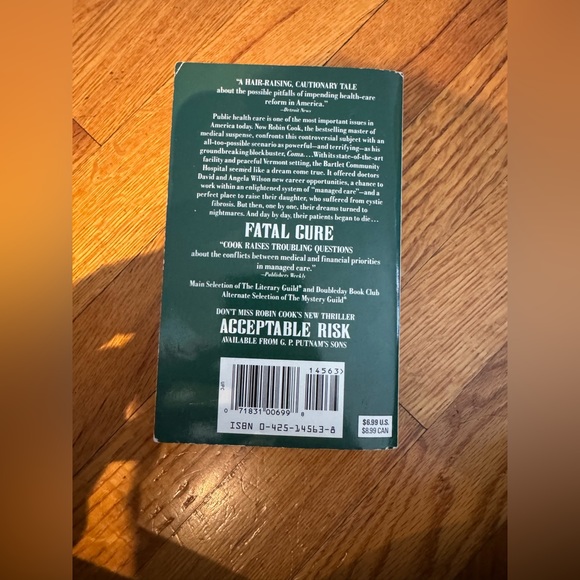 "A HAIR-RAISING, CAUTIONARY TALE
about the possible pitfalls of impending health-care
reform in America."
—Detroit News
Public health care is one of the most important issues in
America today. Now Robin Cook, the bestselling master of
medical suspense, confronts this controversial subject with an
all-too-possible scenario as powerful—and terrifying—as his
groundbreaking blockbuster, Coma.... With its state-of-the-art
facility and peaceful Vermont setting, the Bartlet Community
Hospital seemed like a dream come true. It offered doctors
David and Angela Wilson new career opportunities, a chance to
work within an enlightened system of "managed care"—and a
perfect place to raise their daughter, who suffered from cystic
fibrosis. But then, one by one, their dreams turned to
nightmares. And day by day, their patients began to die...
FATAL CURE
"COOK RAISES TROUBLING QUESTIONS
about the conflicts between medical and financial priorities
in managed care."
—Publishers Weekly
Main Selection of The Literary Guild® and Doubleday Book Club
Alternate Selection of The Mystery Guild®
DON'T MISS ROBIN COOK'S NEW THRILLER
ACCEPTABLE RISK
AVAILABLE FROM G. P. PUTNAM'S SONS
14563>
0 71831 00699 8
ISBN 0-425-14563-8
$6.99 U.S.
$8.99 CAN